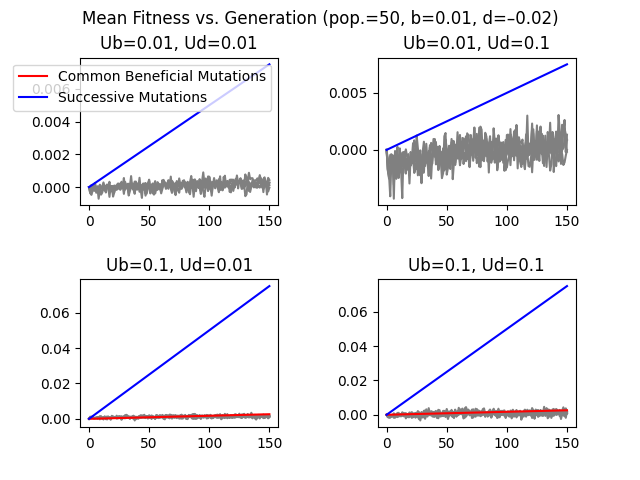 Mean Fitness vs. Generation (pop.=50, b=0.01, d=–0.02)
Ub=0.01, Ud=0.01
Ub=0.01, Ud=0.1
Common Beneficial Mutations
Successive Mutations
0.006
0.004
0.002
0.000
0 50 100 150
0.005
0.000
0 50 100 150
Ub=0.1, Ud=0.01
Ub=0.1, Ud=0.1
0.06
0.04
0.02
0.00
0 50 100 150
0.06
0.04
0.02
0.00
0 50 100 150